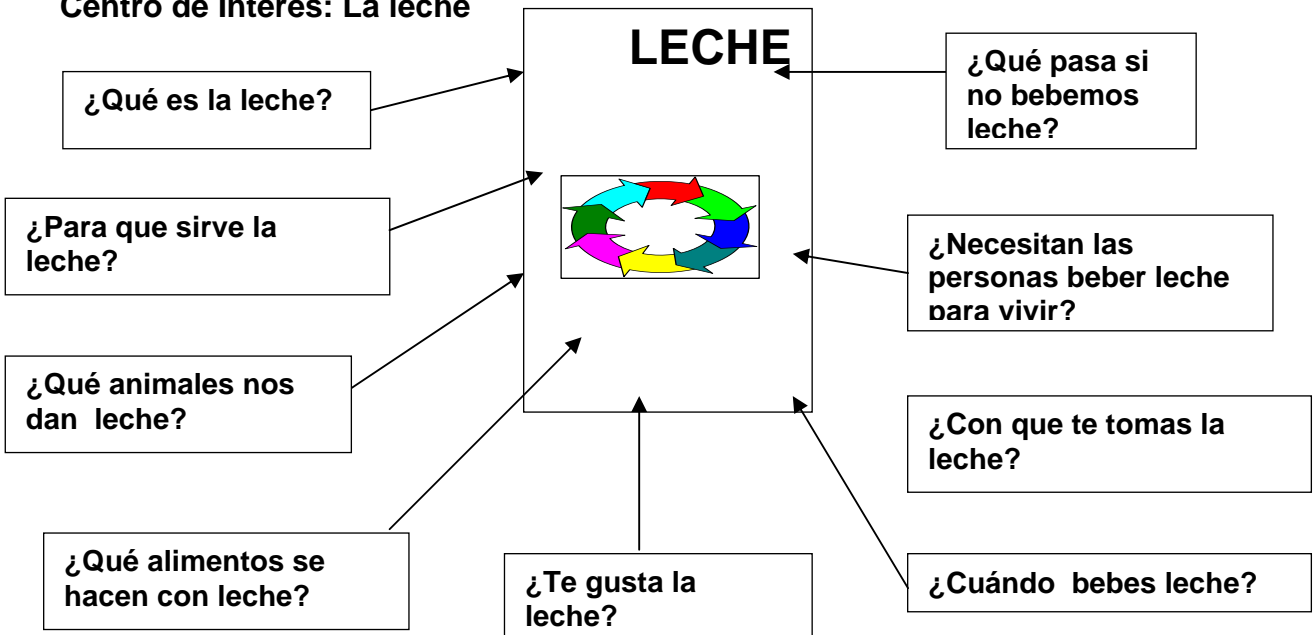 Centro de Interés: La leche
LECHE
¿Qué es la leche?
¿Para que sirve la
leche?
¿Qué animales nos
dan leche?
¿Qué alimentos se
hacen con leche?
¿Te gusta la
leche?
¿Qué pasa si
no bebemos
leche?
¿Necesitan las
personas beber leche
para vivir?
¿Con que te tomas la
leche?
¿Cuándo bebes leche?